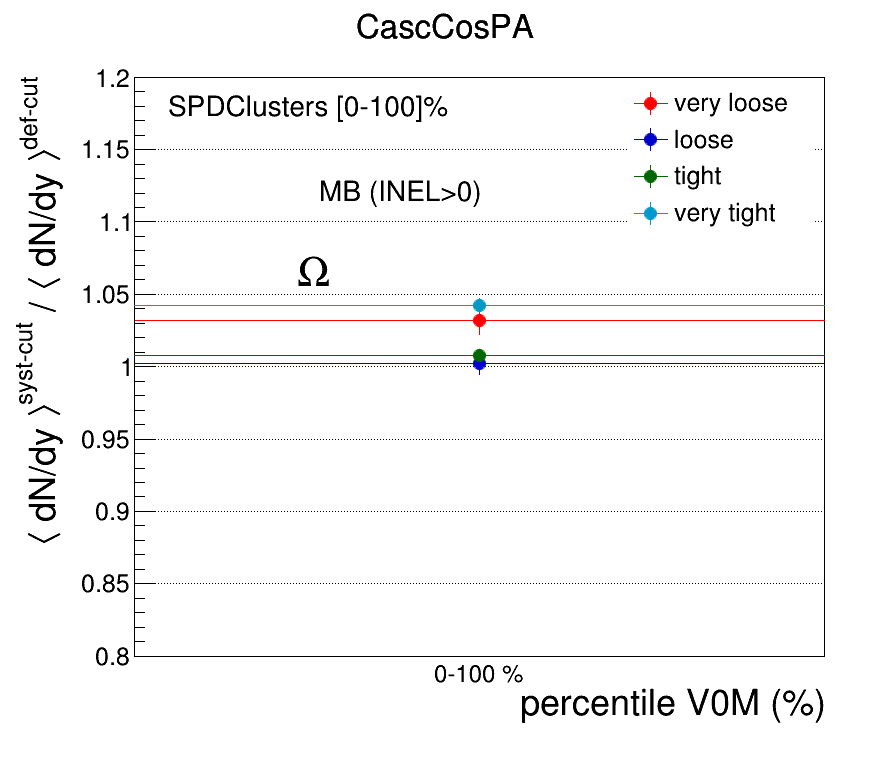 CascCosPA
⟨ dN/dy ⟩^syst-cut / ⟨ dN/dy ⟩^def-cut
1.2
1.15
1.1
1.05
1
0.95
0.9
0.85
0.8
SPDClusters [0-100]%
MB (INEL>0)
Ω
very loose
loose
tight
very tight
0-100 %
percentile V0M (%)